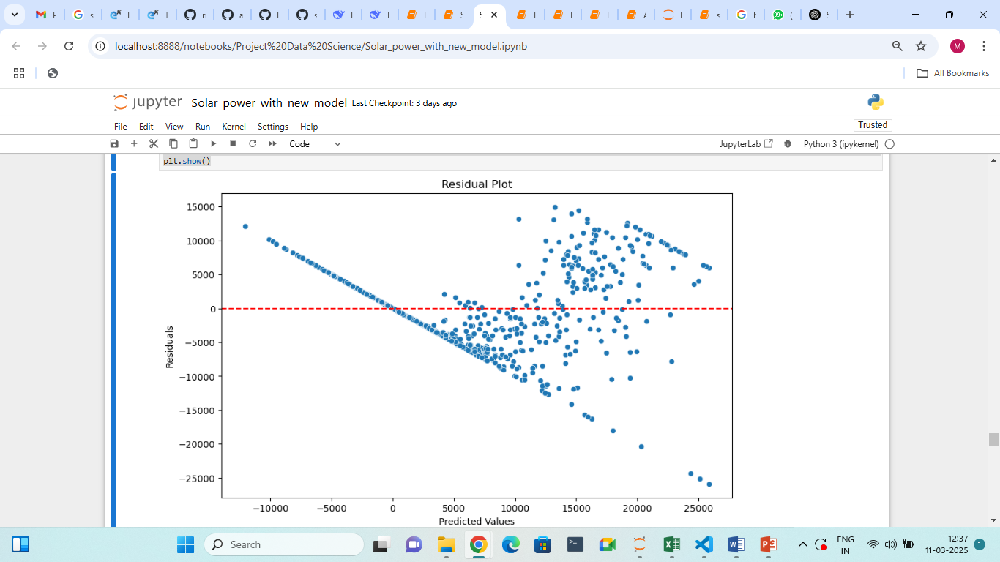 localhost:8888/notebooks/Project%20Data%20Science/Solar_power_with_new_model.ipynb
M
All Bookmarks
jupyter Solar_power_with_new_model Last Checkpoint: 3 days ago
File Edit View Run Kernel Settings Help
Trusted
Code
JupyterLab
Python 3 (ipykernel)
plt.show()
Residual Plot
15000
10000
5000
0
−5000
−10000
−15000
−20000
−25000
Residuals
−10000 −5000 0 5000 10000 15000 20000 25000
Predicted Values
Search
99+
ENG
IN
12:37
11-03-2025
1